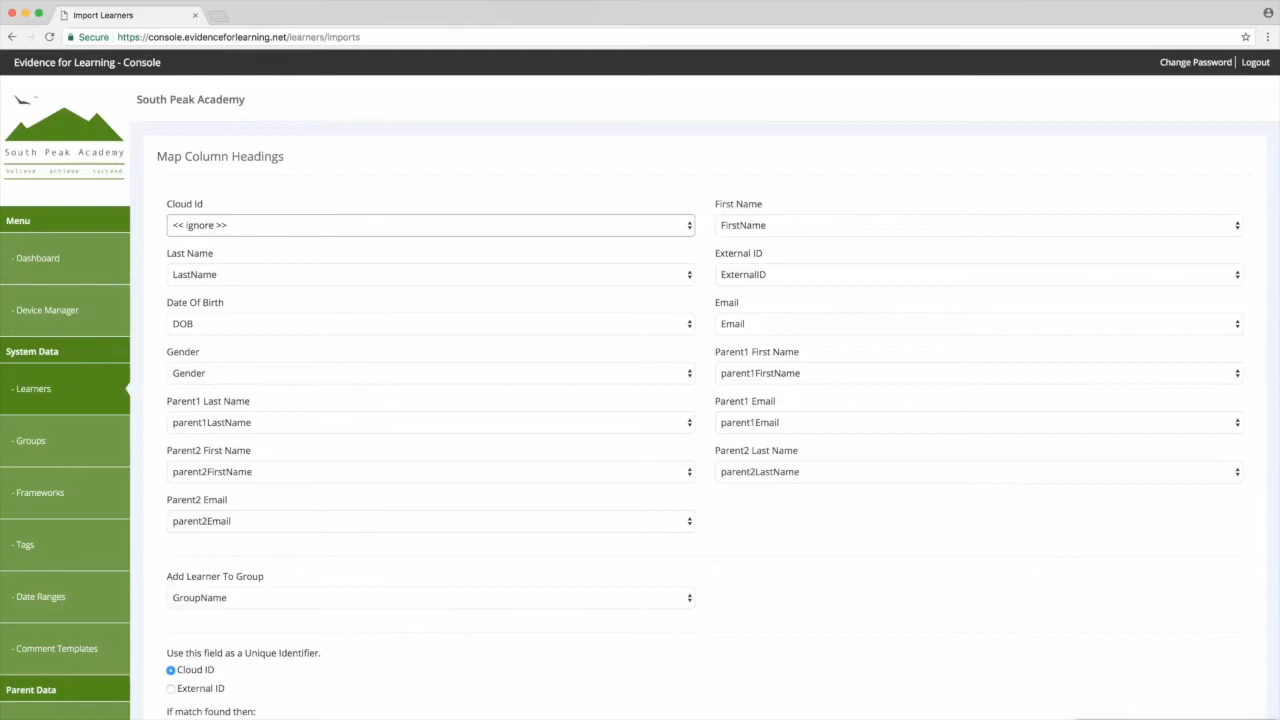 Import Learners
Secure https://console.evidenceforlearning.net/learners/imports
Evidence for Learning - Console
Change Password | Logout
South Peak Academy
believe achieve succeed
South Peak Academy
Menu
- Dashboard
- Device Manager
System Data
- Learners
- Groups
- Frameworks
- Tags
- Date Ranges
- Comment Templates
Parent Data
Map Column Headings
Cloud Id
<< ignore >>
First Name
FirstName
Last Name
LastName
External ID
ExternalID
Date Of Birth
DOB
Email
Email
Gender
Gender
Parent1 First Name
parent1FirstName
Parent1 Last Name
parent1LastName
Parent1 Email
parent1Email
Parent2 First Name
parent2FirstName
Parent2 Last Name
parent2LastName
Parent2 Email
parent2Email
Add Learner To Group
GroupName
Use this field as a Unique Identifier.
Cloud ID
External ID
If match found then: